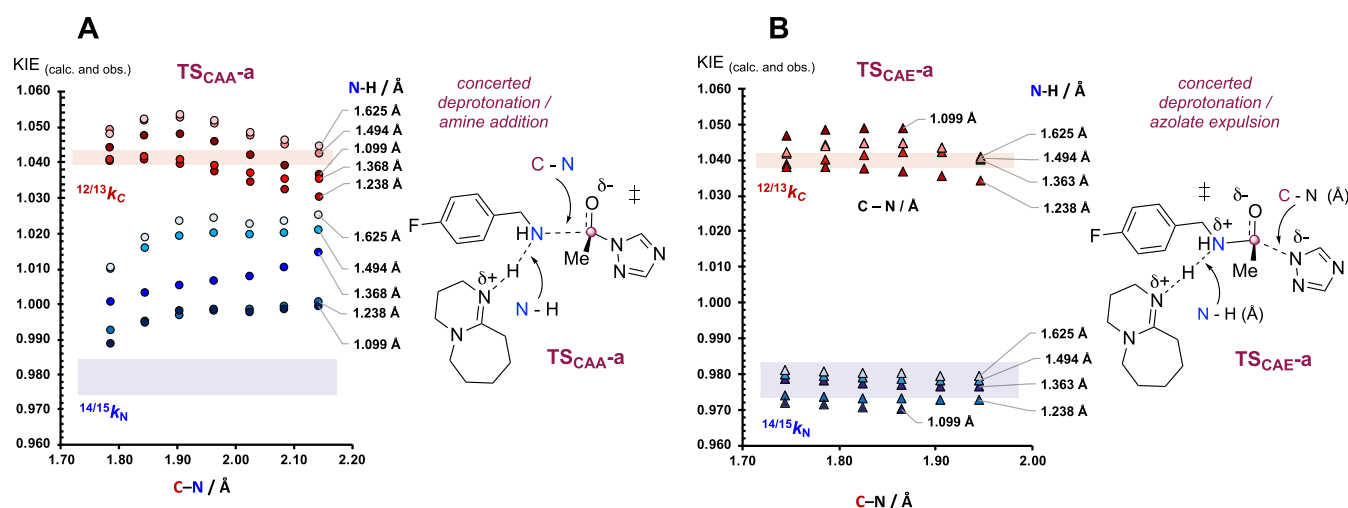 A
KIE (calc. and obs.)
TSCAA-a
N-H / Å
1.060
1.050
1.040
1.030
1.020
1.010
1.000
0.990
0.980
0.970
0.960
12/13kC
14/15kN
1.625 Å
1.494 Å
1.099 Å
1.368 Å
1.238 Å
1.625 Å
1.494 Å
1.368 Å
1.238 Å
1.099 Å
1.70 1.80 1.90 2.00 2.10 2.20
C–N / Å
concerted
deprotonation /
amine addition
C - N
δ-
‡
O
F
HN
Me
N
N
N
H
δ+
N
N
N - H
TSCAA-a
B
KIE (calc. and obs.)
TSCAE-a
N-H / Å
1.060
1.050
1.040
1.030
1.020
1.010
1.000
0.990
0.980
0.970
0.960
1.099 Å
1.625 Å
1.494 Å
1.363 Å
1.238 Å
12/13kC
C – N / Å
1.625 Å
1.494 Å
1.363 Å
1.238 Å
1.099 Å
14/15kN
1.70 1.80 1.90 2.00
C–N / Å
concerted
deprotonation /
azolate expulsion
‡
δ-
C - N (Å)
O
δ+
F
HN
δ-
Me
N
N
N
H
δ+
N
N
N - H (Å)
TSCAE-a